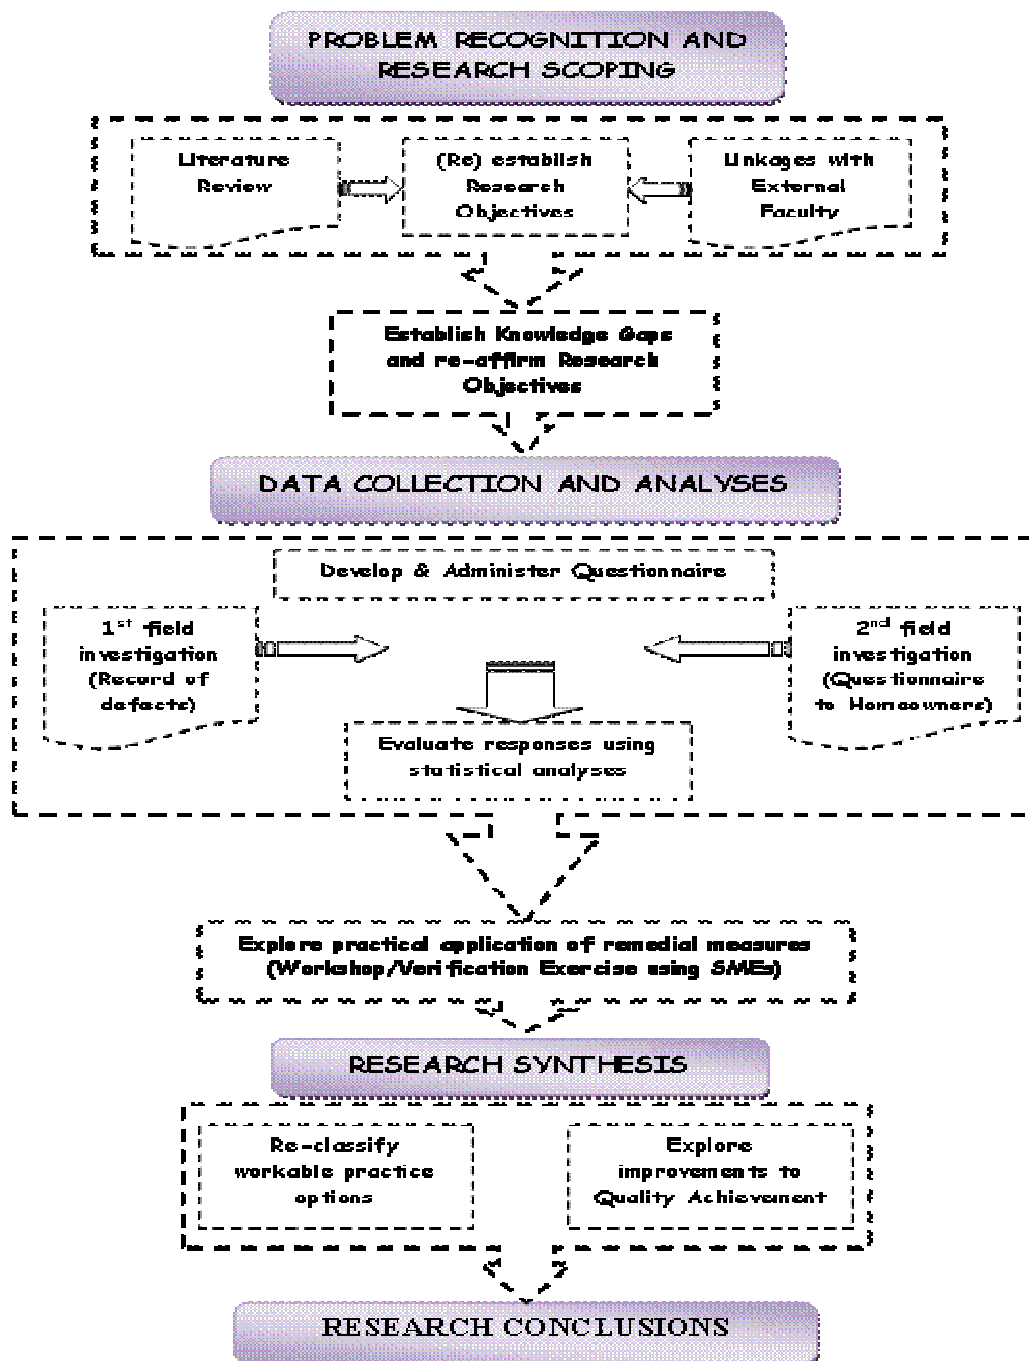 PROBLEM RECOGNITION AND
RESEARCH SCOPING
Literature
Review
(Re) establish
Research
Objectives
Linkages with
External
Faculty
Establish Knowledge Gaps
and re-affirm Research
Objectives
DATA COLLECTION AND ANALYSES
Develop & Administer Questionnaire
1st field
investigation
(Record of
defects)
2nd field
investigation
(Questionnaire
to Homeowners)
Evaluate responses using
statistical analyses
Explore practical application of remedial measures
(Workshop/Verification Exercise using SMEs)
RESEARCH SYNTHESIS
Re-classify
workable practice
options
Explore
improvements to
Quality Achievement
RESEARCH CONCLUSIONS